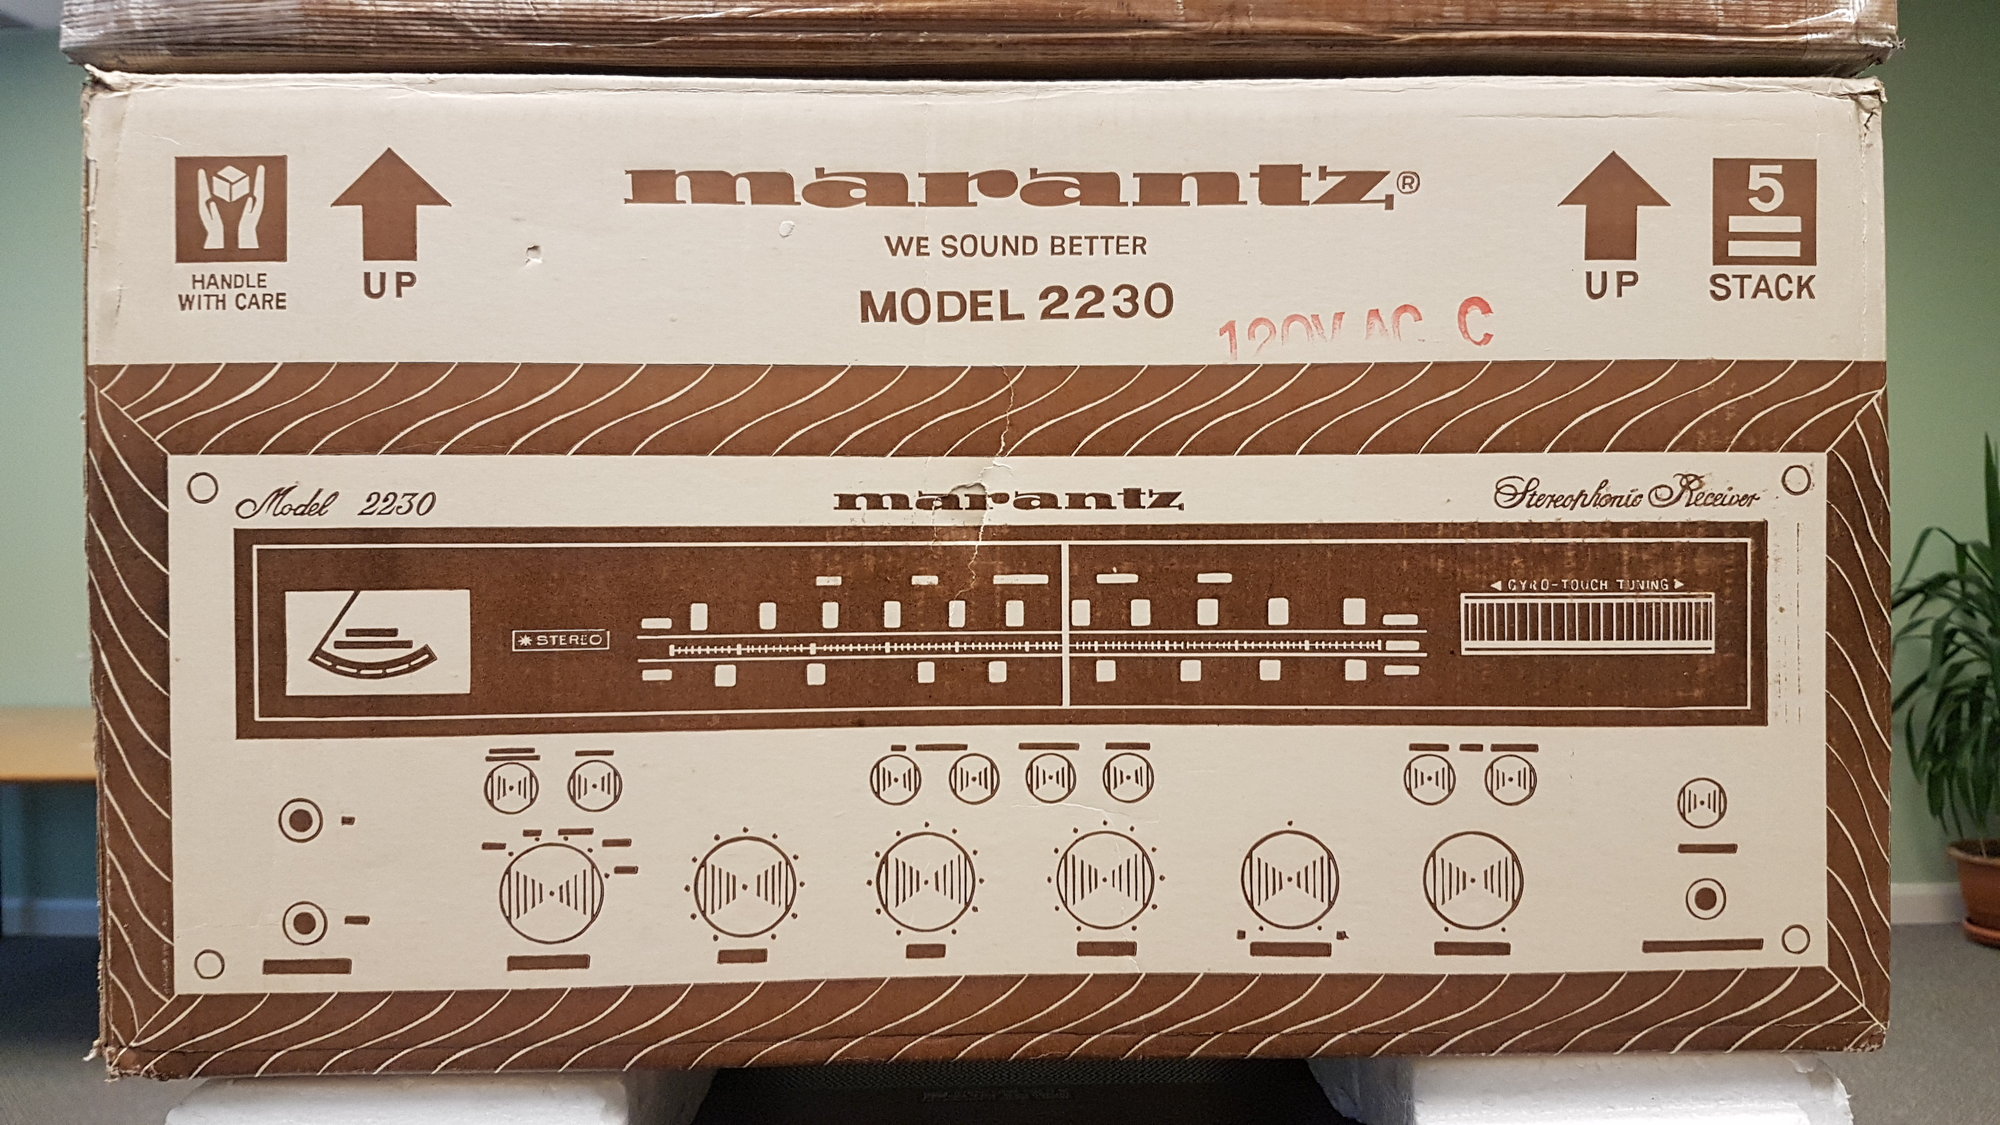 marantz®
WE SOUND BETTER
MODEL 2230
120V AC C
HANDLE
WITH CARE
UP
UP
5
STACK
Model 2230
marantz
Stereophonic Receiver
STEREO
GYRO-TOUCH TUNING